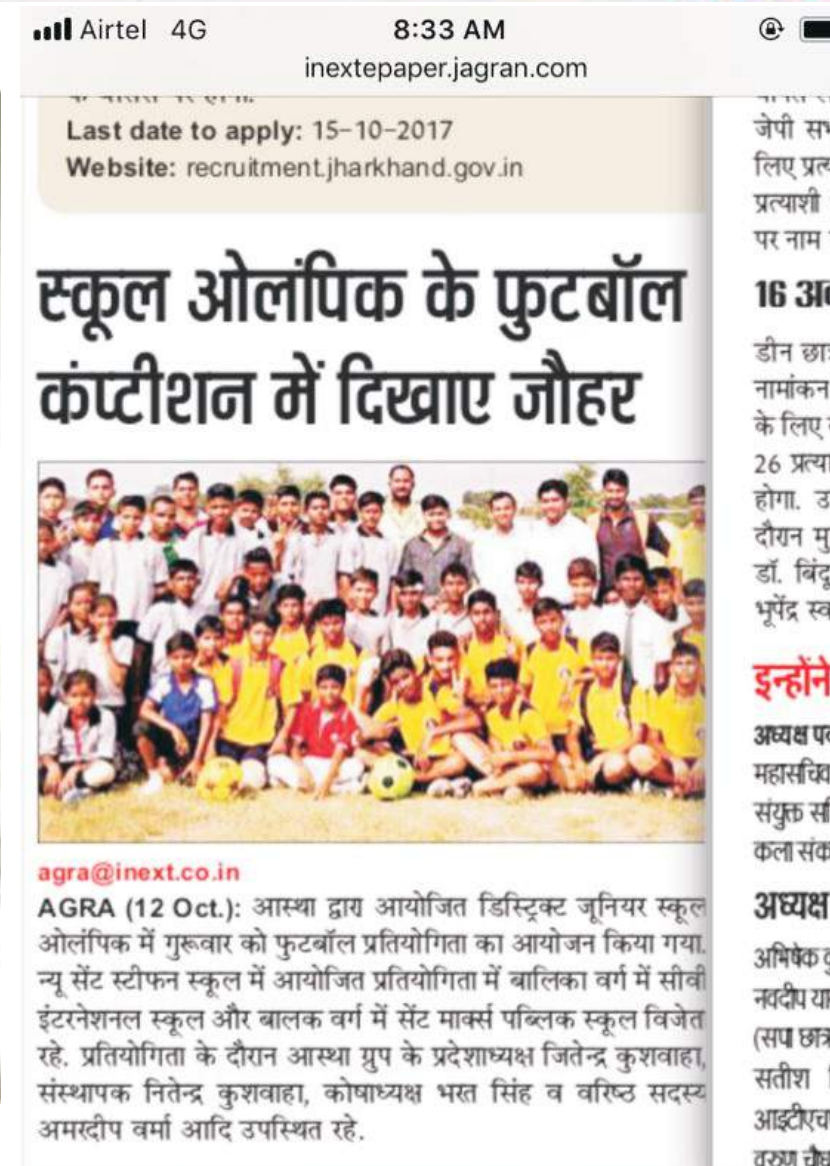 Airtel 4G
8:33 AM
inextepaper.jagran.com
Last date to apply: 15-10-2017
Website: recruitment.jharkhand.gov.in
स्कूल ओलंपिक के फुटबॉल
कंप्टीशन में दिखाए जौहर
agra@inext.co.in
AGRA (12 Oct.): आस्था द्वारा आयोजित डिस्ट्रिक्ट जूनियर स्कूल
ओलंपिक में गुरूवार को फुटबॉल प्रतियोगिता का आयोजन किया गया.
न्यू सेंट स्टीफन स्कूल में आयोजित प्रतियोगिता में बालिका वर्ग में सीवी
इंटरनेशनल स्कूल और बालक वर्ग में सेंट मार्क्स पब्लिक स्कूल विजेत
रहे. प्रतियोगिता के दौरान आस्था ग्रुप के प्रदेशाध्यक्ष जितेन्द्र कुशवाहा,
संस्थापक नितेन्द्र कुशवाहा, कोषाध्यक्ष भरत सिंह व वरिष्ठ सदस्य
अमरदीप वर्मा आदि उपस्थित रहे.
जेपी
लिए
प्रत्याशी
पर नाम
16
डीन
नामांकन
के लिए
26
होगा.
दौरान
डॉ.
भूपेंद्र
इन्होंने
अध्यक्ष
महासचिव
संयुक्त
कला
अध्यक्ष
अभिषेक
नवदीप
(सपा
सतीश
वरुण